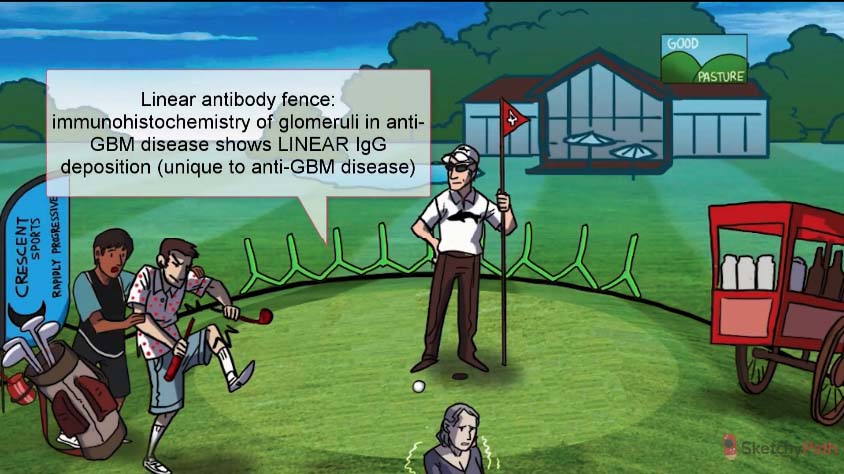 GOOD
PASTURE
Linear antibody fence:
immunohistochemistry of glomeruli in anti-
GBM disease shows LINEAR IgG
deposition (unique to anti-GBM disease)
4
CRESCENT
SPORTS
RAPIDLY PROGRESSIVE
SketchyPath